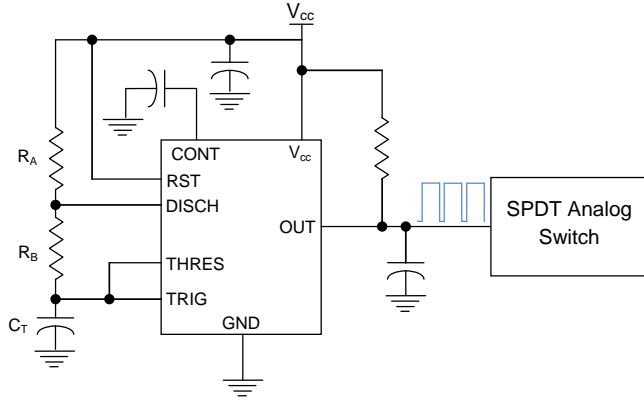 Vcc
RA
CONT
Vcc
RST
DISCH
OUT
SPDT Analog
Switch
RB
THRES
TRIG
GND
CT